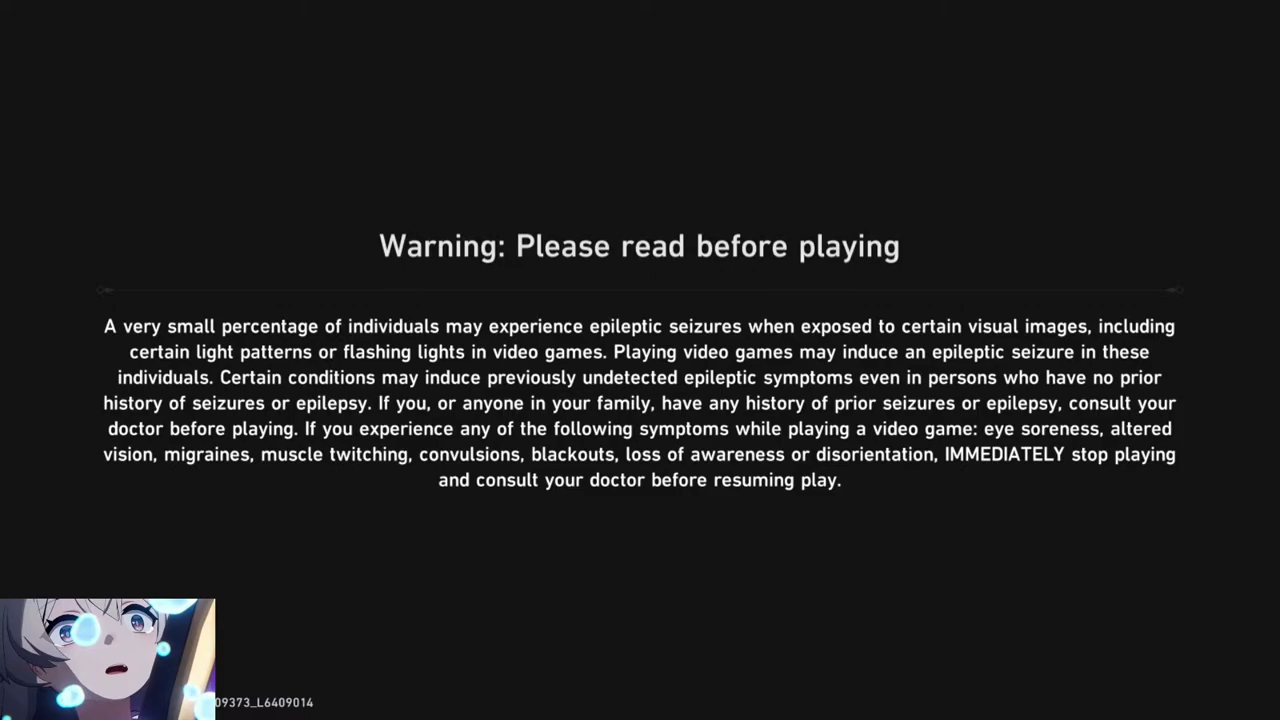 Warning: Please read before playing
A very small percentage of individuals may experience epileptic seizures when exposed to certain visual images, including
certain light patterns or flashing lights in video games. Playing video games may induce an epileptic seizure in these
individuals. Certain conditions may induce previously undetected epileptic symptoms even in persons who have no prior
history of seizures or epilepsy. If you, or anyone in your family, have any history of prior seizures or epilepsy, consult your
doctor before playing. If you experience any of the following symptoms while playing a video game: eye soreness, altered
vision, migraines, muscle twitching, convulsions, blackouts, loss of awareness or disorientation, IMMEDIATELY stop playing
and consult your doctor before resuming play.
09373_L6409014